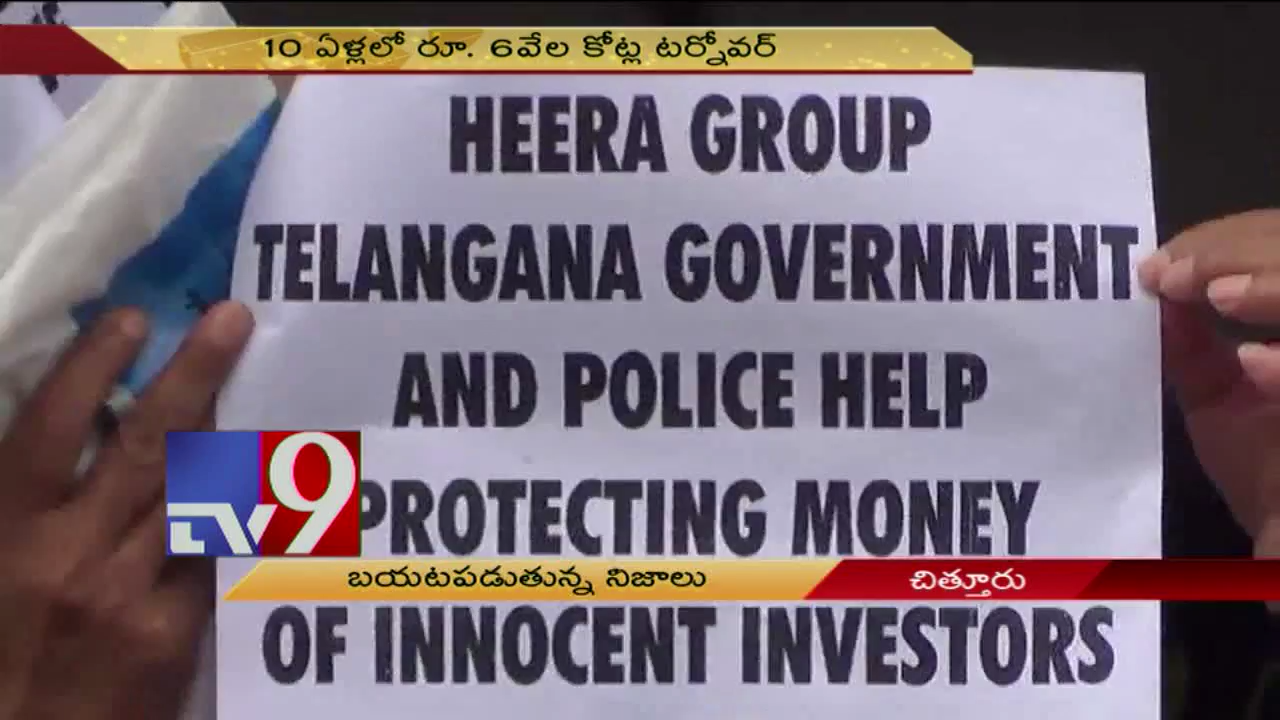 10 ఏళ్లలో రూ. 6వేల కోట్ల టర్నోవర్
HEERA GROUP
TELANGANA GOVERNMENT
AND POLICE HELP
PROTECTING MONEY
TV9
బయటపడుతున్న నిజాలు
చిత్తూరు
OF INNOCENT INVESTORS